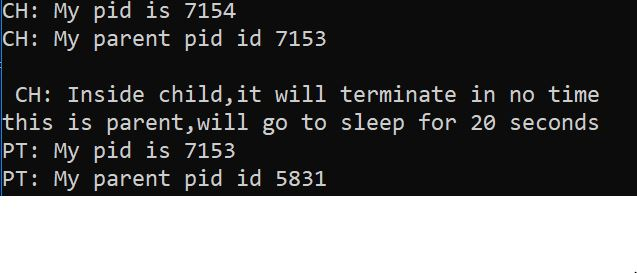 CH: My pid is 7154
CH: My parent pid id 7153
CH: Inside child,it will terminate in no time
this is parent,will go to sleep for 20 seconds
PT: My pid is 7153
PT: My parent pid id 5831